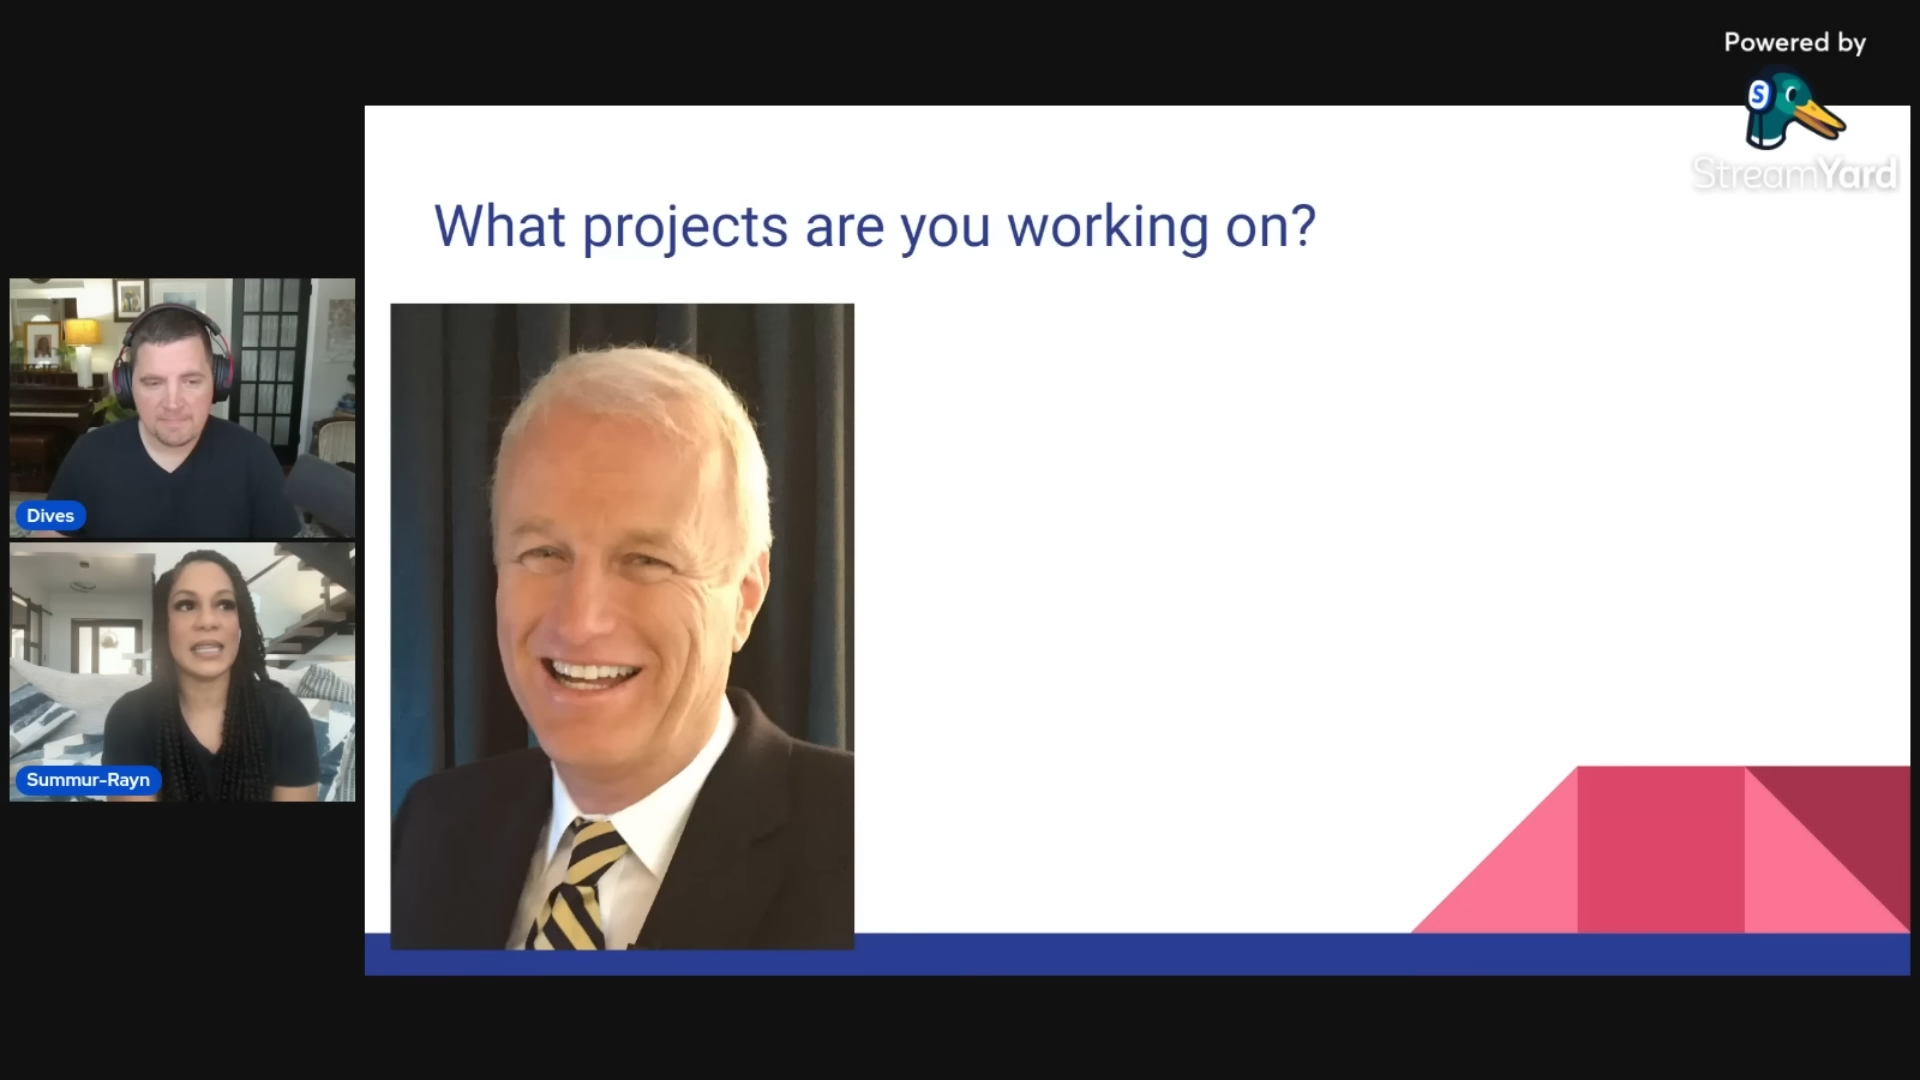 Powered by
S
StreamYard
What projects are you working on?
Dives
Summur-Rayn